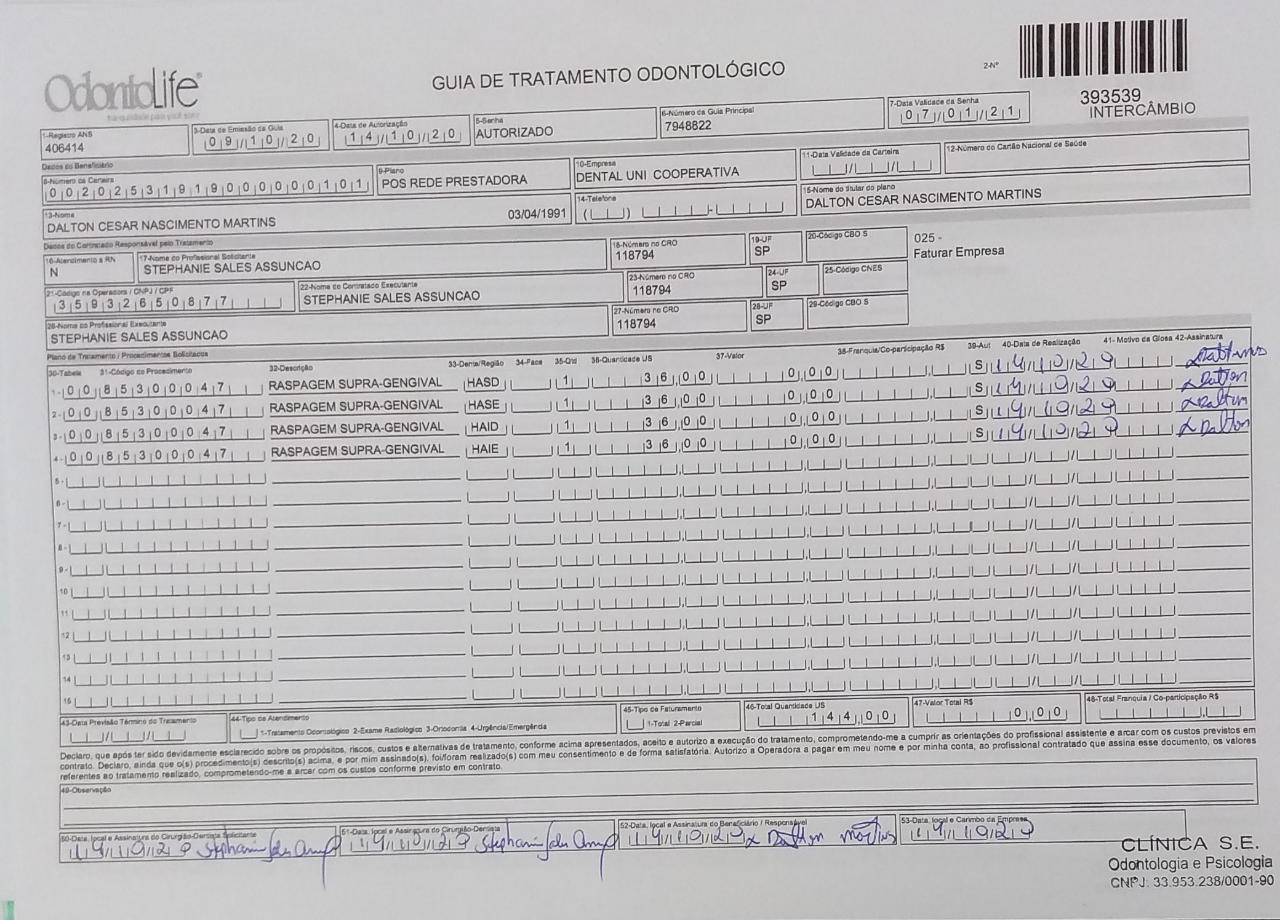 OdontoLife®
tranquilidade para você sorrir
GUIA DE TRATAMENTO ODONTOLÓGICO
2-Nº
393539
INTERCÂMBIO
1-Registro ANS
406414
3-Data de Emissão da Guia
09/10/20
4-Data de Autorização
14/10/20
5-Senha
AUTORIZADO
6-Número da Guia Principal
7948822
7-Data Validade da Senha
07/01/21
Dados do Beneficiário
8-Número da Carteira
00202531919000000101
9-Plano
POS REDE PRESTADORA
10-Empresa
DENTAL UNI COOPERATIVA
11-Data Validade da Carteira
12-Número do Cartão Nacional de Saúde
13-Nome
DALTON CESAR NASCIMENTO MARTINS 03/04/1991
14-Telefone
15-Nome do titular do plano
DALTON CESAR NASCIMENTO MARTINS
Dados do Contratado Responsável pelo Tratamento
16-Atendimento a RN
N
17-Nome do Profissional Solicitante
STEPHANIE SALES ASSUNCAO
18-Número no CRO
118794
19-UF
SP
20-Código CBO S
025 -
Faturar Empresa
21-Código na Operadora / CNPJ / CPF
35932650877
22-Nome do Contratado Executante
STEPHANIE SALES ASSUNCAO
23-Número no CRO
118794
24-UF
SP
25-Código CNES
26-Nome do Profissional Executante
STEPHANIE SALES ASSUNCAO
27-Número no CRO
118794
28-UF
SP
29-Código CBO S
Plano de Tratamento / Procedimentos Solicitados
30-Tabela 31-Código do Procedimento 32-Descrição 33-Dente/Região 34-Face 35-Qtd 36-Quantidade US 37-Valor 38-Franquia/Co-participação R$ 39-Aut 40-Data de Realização 41- Motivo da Glosa 42-Assinatura
1-00 85300047 RASPAGEM SUPRA-GENGIVAL HASD 1 36,00 0,00 S 14/10/20 x Dalton
2-00 85300047 RASPAGEM SUPRA-GENGIVAL HASE 1 36,00 0,00 S 14/10/20 x Dalton
3-00 85300047 RASPAGEM SUPRA-GENGIVAL HAID 1 36,00 0,00 S 14/10/20 x Dalton
4-00 85300047 RASPAGEM SUPRA-GENGIVAL HAIE 1 36,00 0,00 S 14/10/20 x Dalton
5-
6-
7-
8-
9-
10
11
12
13
14
15
43-Data Previsão Término do Tratamento
44-Tipo de Atendimento
1-Tratamento Odontológico 2-Exame Radiológico 3-Ortodontia 4-Urgência/Emergência
45-Tipo de Faturamento
1-Total 2-Parcial
46-Total Quantidade US
144,00
47-Valor Total R$
0,00
48-Total Franquia / Co-participação R$
Declaro, que após ter sido devidamente esclarecido sobre os propósitos, riscos, custos e alternativas de tratamento, conforme acima apresentados, aceito e autorizo a execução do tratamento, comprometendo-me a cumprir as orientações do profissional assistente e arcar com os custos previstos em
contrato. Declaro, ainda que o(s) procedimento(s) descrito(s) acima, e por mim assinado(s), foi/foram realizado(s) com meu consentimento e de forma satisfatória. Autorizo a Operadora a pagar em meu nome e por minha conta, ao profissional contratado que assina esse documento, os valores
referentes ao tratamento realizado, comprometendo-me a arcar com os custos conforme previsto em contrato.
49-Observação
50-Data, local e Assinatura do Cirurgião-Dentista Solicitante
14/10/20 Stephanie Sales
51-Data, local e Assinatura do Cirurgião-Dentista
14/10/20 Stephanie Sales
52-Data, local e Assinatura do Beneficiário / Responsável
14/10/20 x Dalton Martins
53-Data, local e Carimbo da Empresa
14/10/20
CLÍNICA S.E.
Odontologia e Psicologia
CNPJ: 33.953.238/0001-90